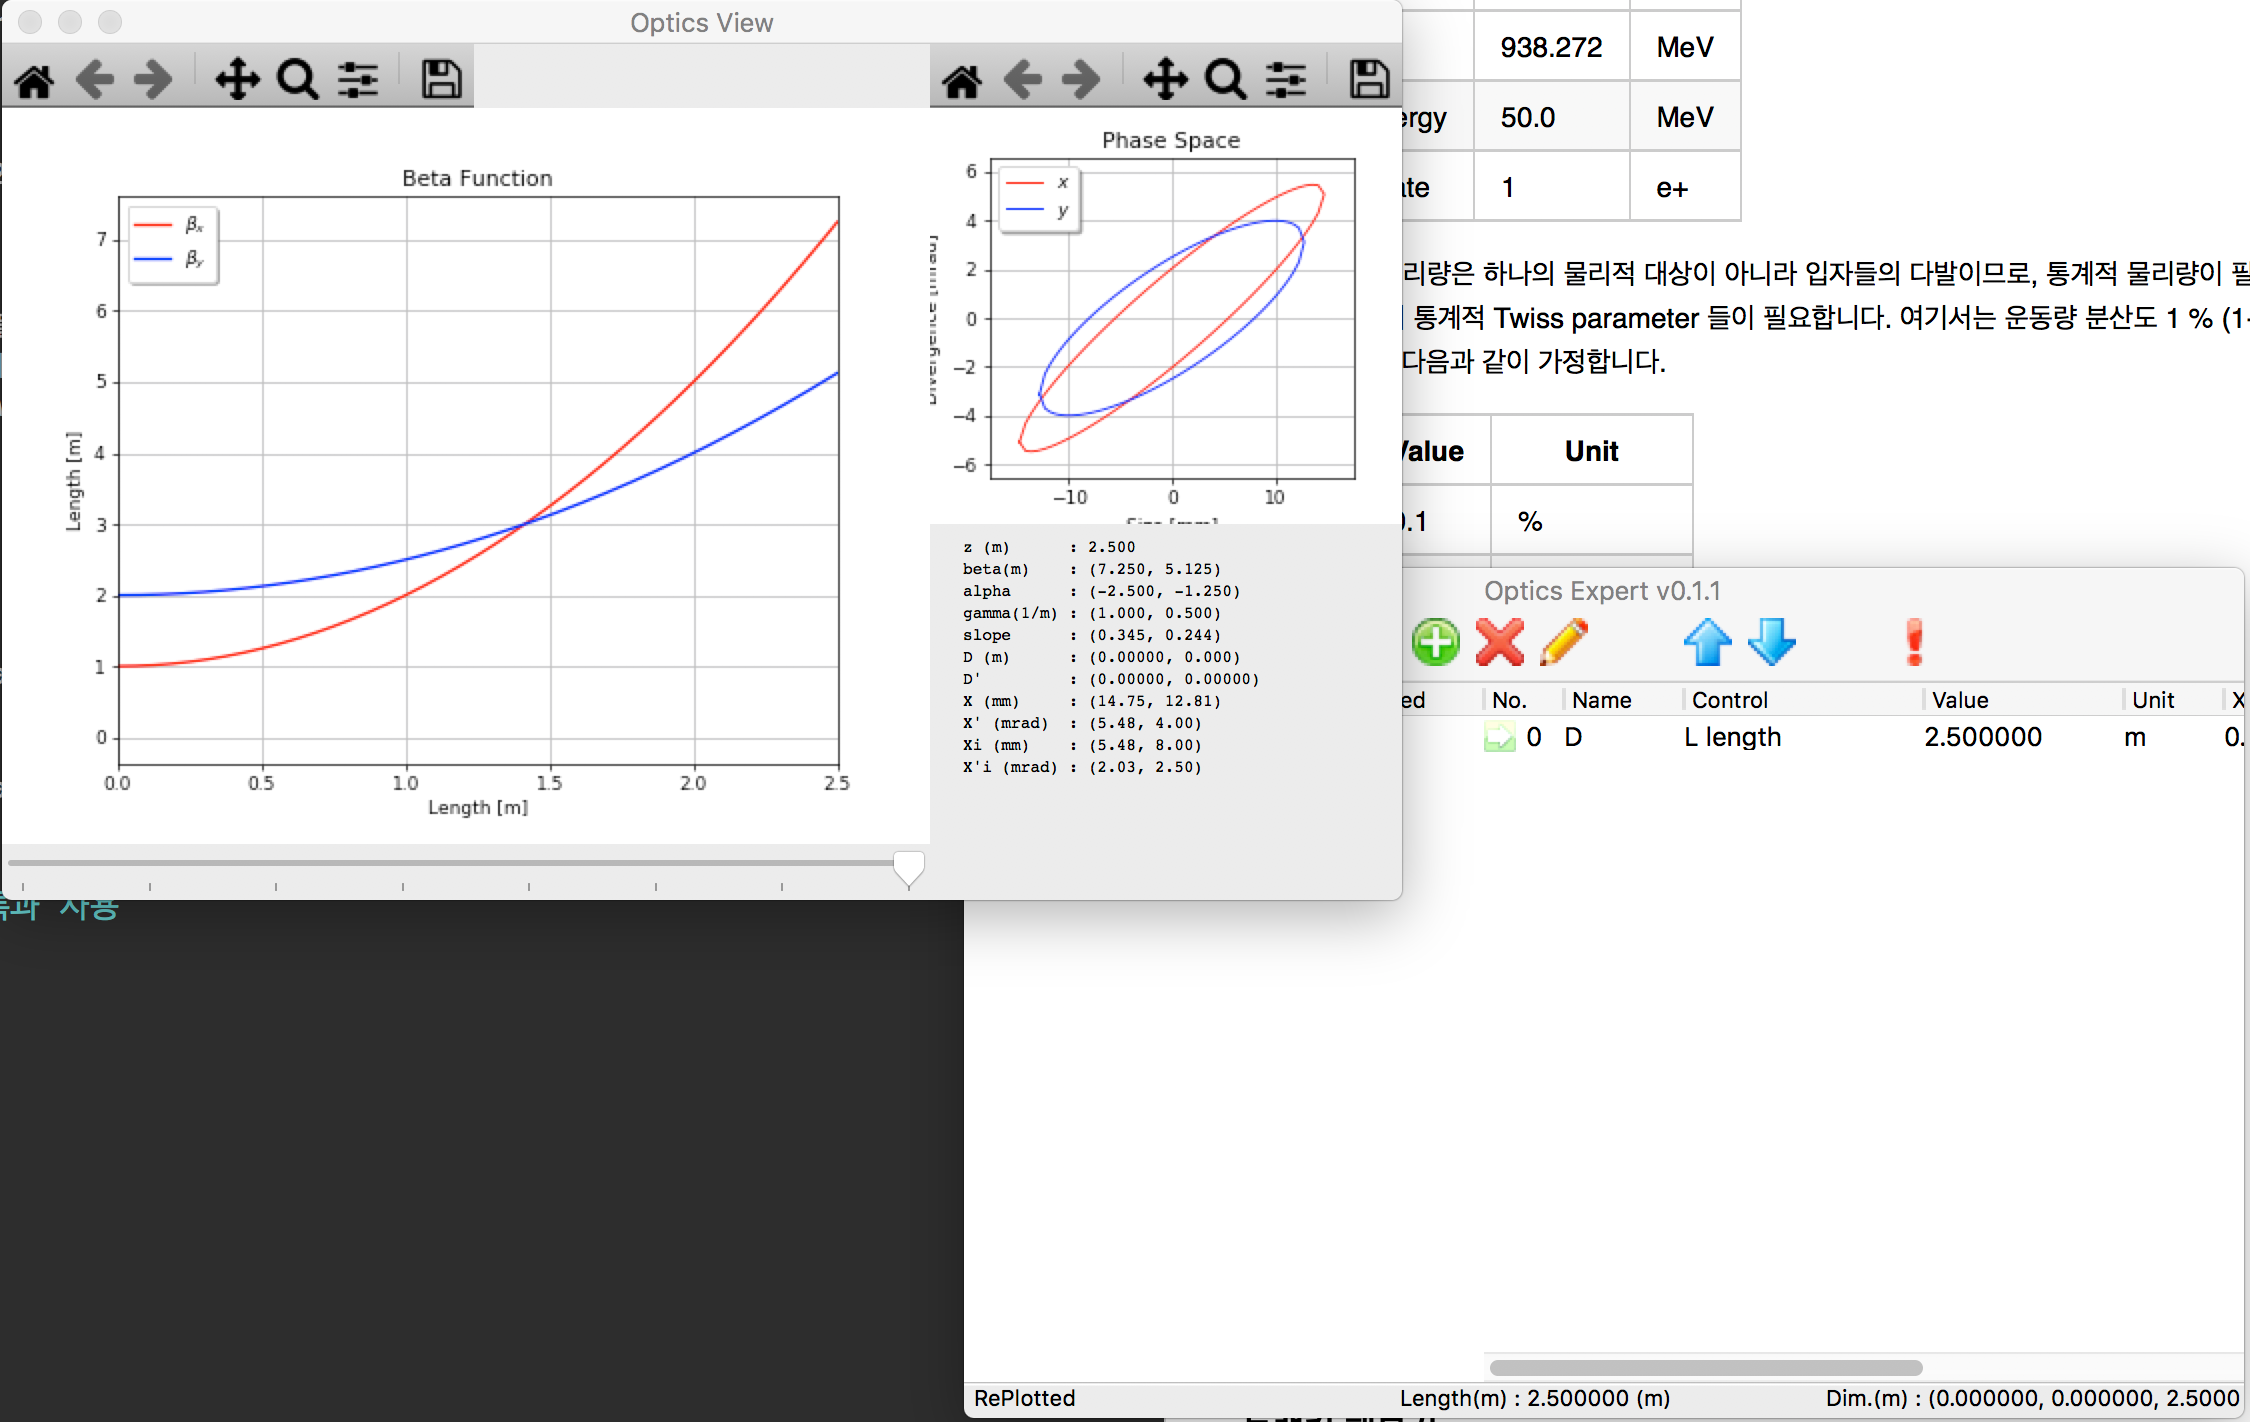 Optics View
Beta Function
βx
βy
7
6
5
4
3
2
1
0
Length [m]
0.0 0.5 1.0 1.5 2.0 2.5
Length [m]
Phase Space
x
y
6
4
2
0
−2
−4
−6
Divergence [mrad]
−10 0 10
Size [mm]
z (m) : 2.500
beta(m) : (7.250, 5.125)
alpha : (-2.500, -1.250)
gamma(1/m) : (1.000, 0.500)
slope : (0.345, 0.244)
D (m) : (0.00000, 0.000)
D' : (0.00000, 0.00000)
X (mm) : (14.75, 12.81)
X' (mrad) : (5.48, 4.00)
Xi (mm) : (5.48, 8.00)
X'i (mrad) : (2.03, 2.50)
938.272 MeV
ergy 50.0 MeV
ate 1 e+
리량은 하나의 물리적 대상이 아니라 입자들의 다발이므로, 통계적 물리량이 필
통계적 Twiss parameter 들이 필요합니다. 여기서는 운동량 분산도 1 % (1
다음과 같이 가정합니다.
Value Unit
0.1 %
Optics Expert v0.1.1
ed No. Name Control Value Unit X
0 D L length 2.500000 m 0.
RePlotted Length(m) : 2.500000 (m) Dim.(m) : (0.000000, 0.000000, 2.5000
과 사용